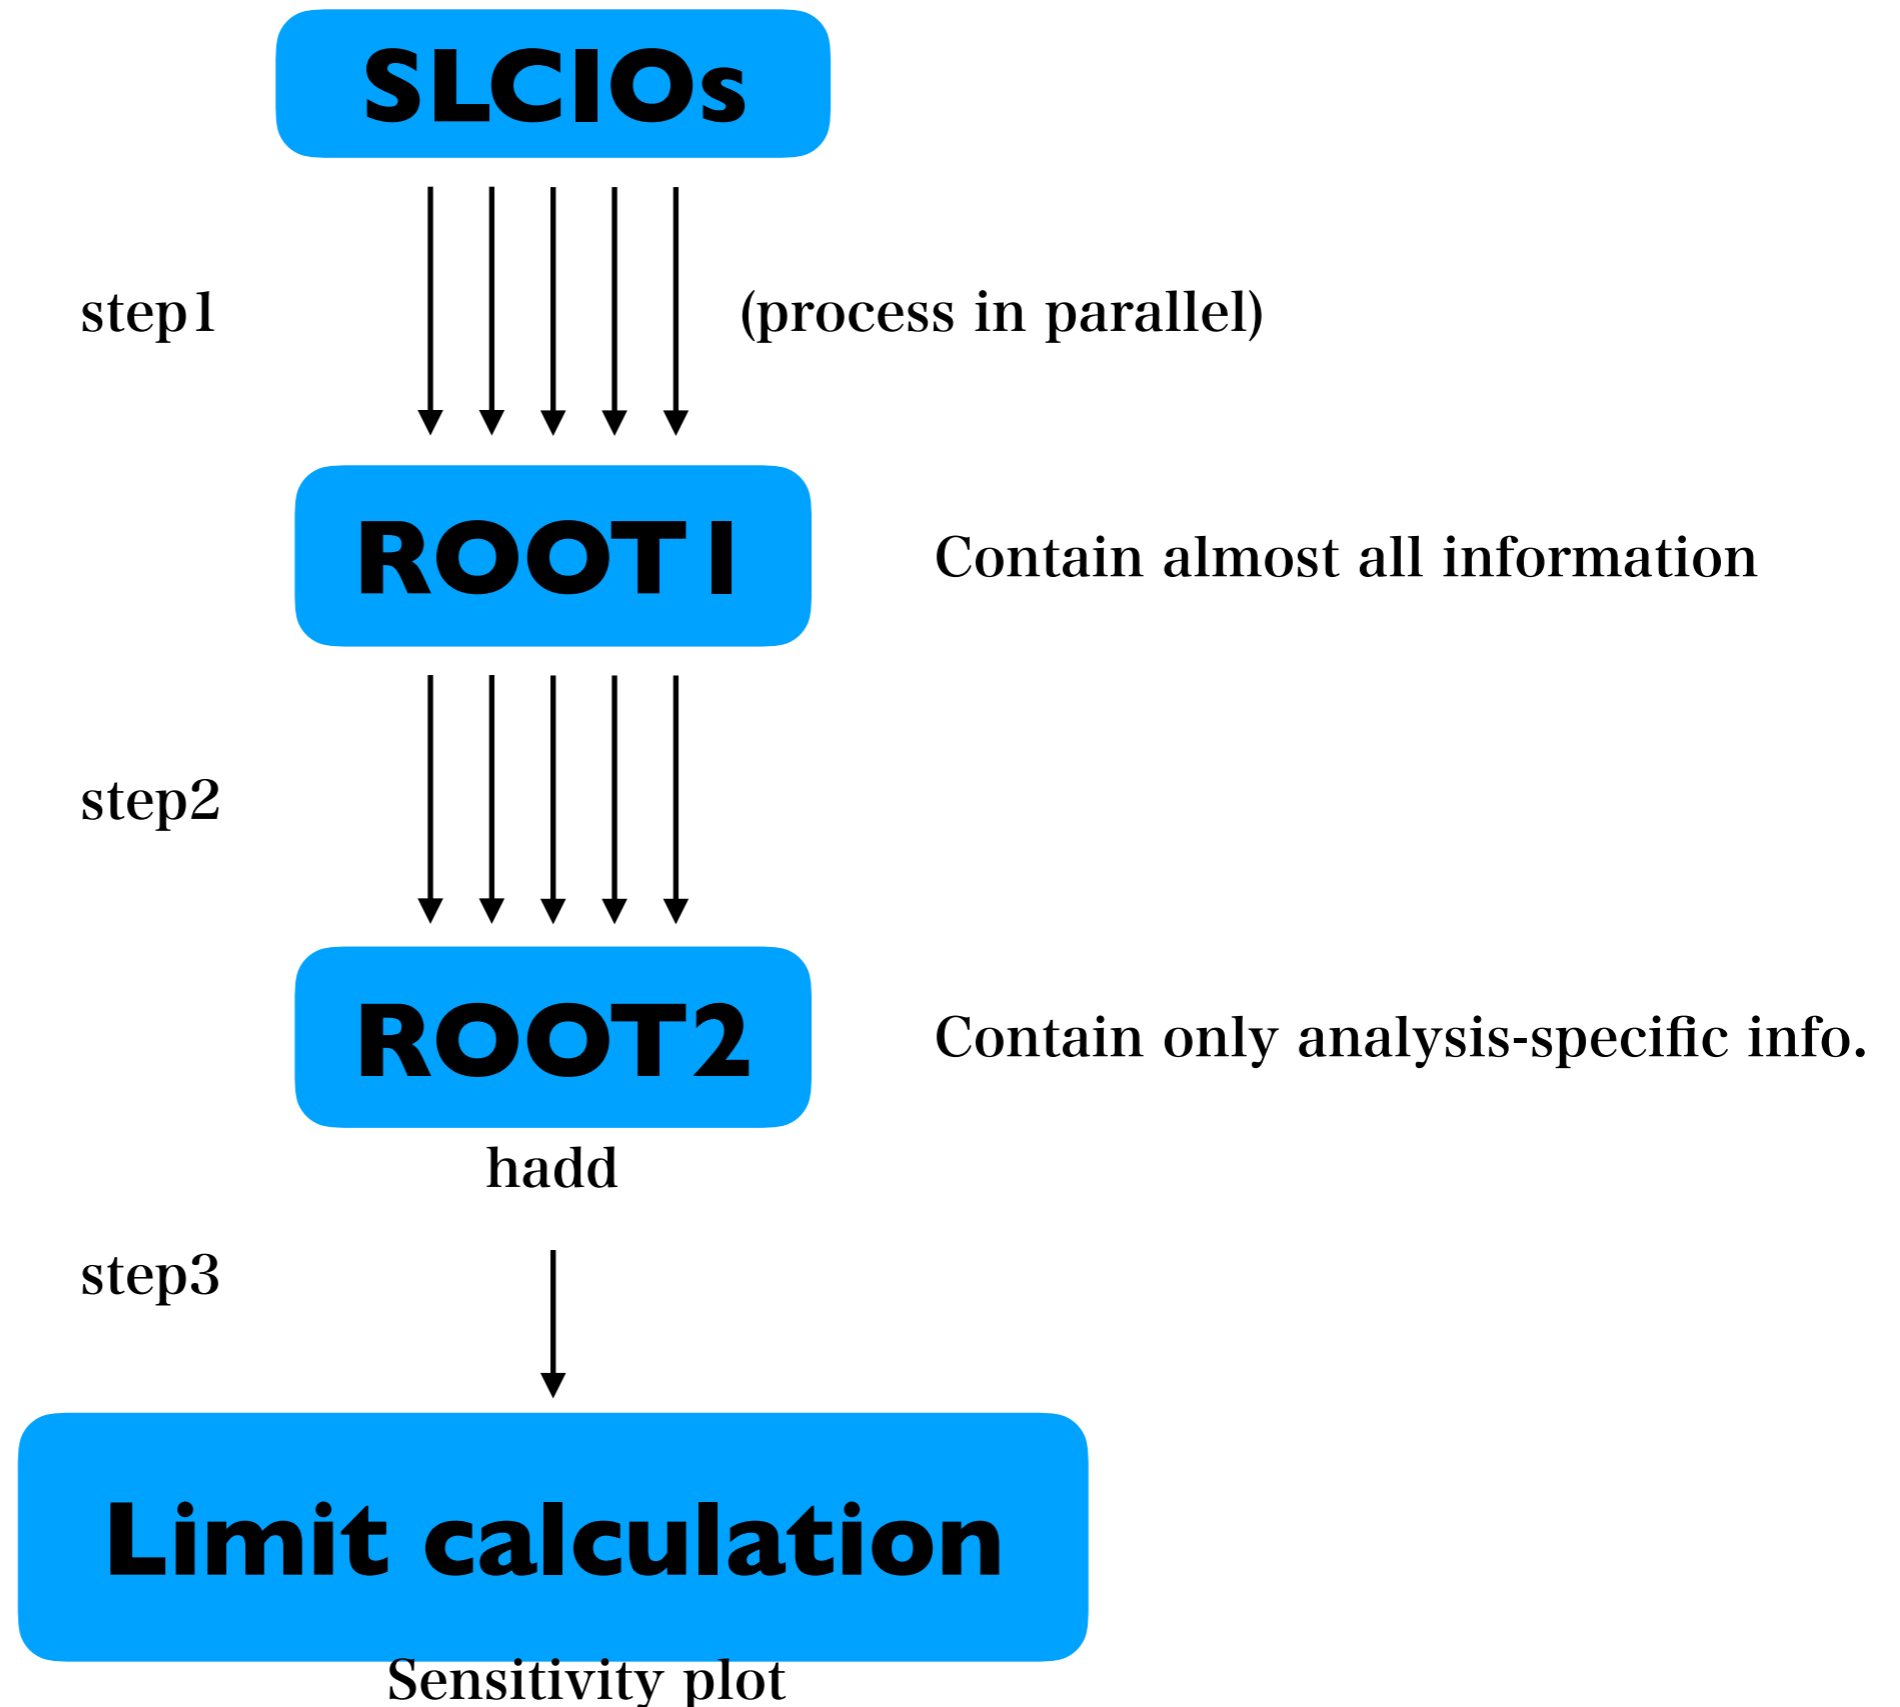 SLCIOs
step1
(process in parallel)
ROOT1
Contain almost all information
step2
ROOT2
Contain only analysis-specific info.
hadd
step3
Limit calculation
Sensitivity plot